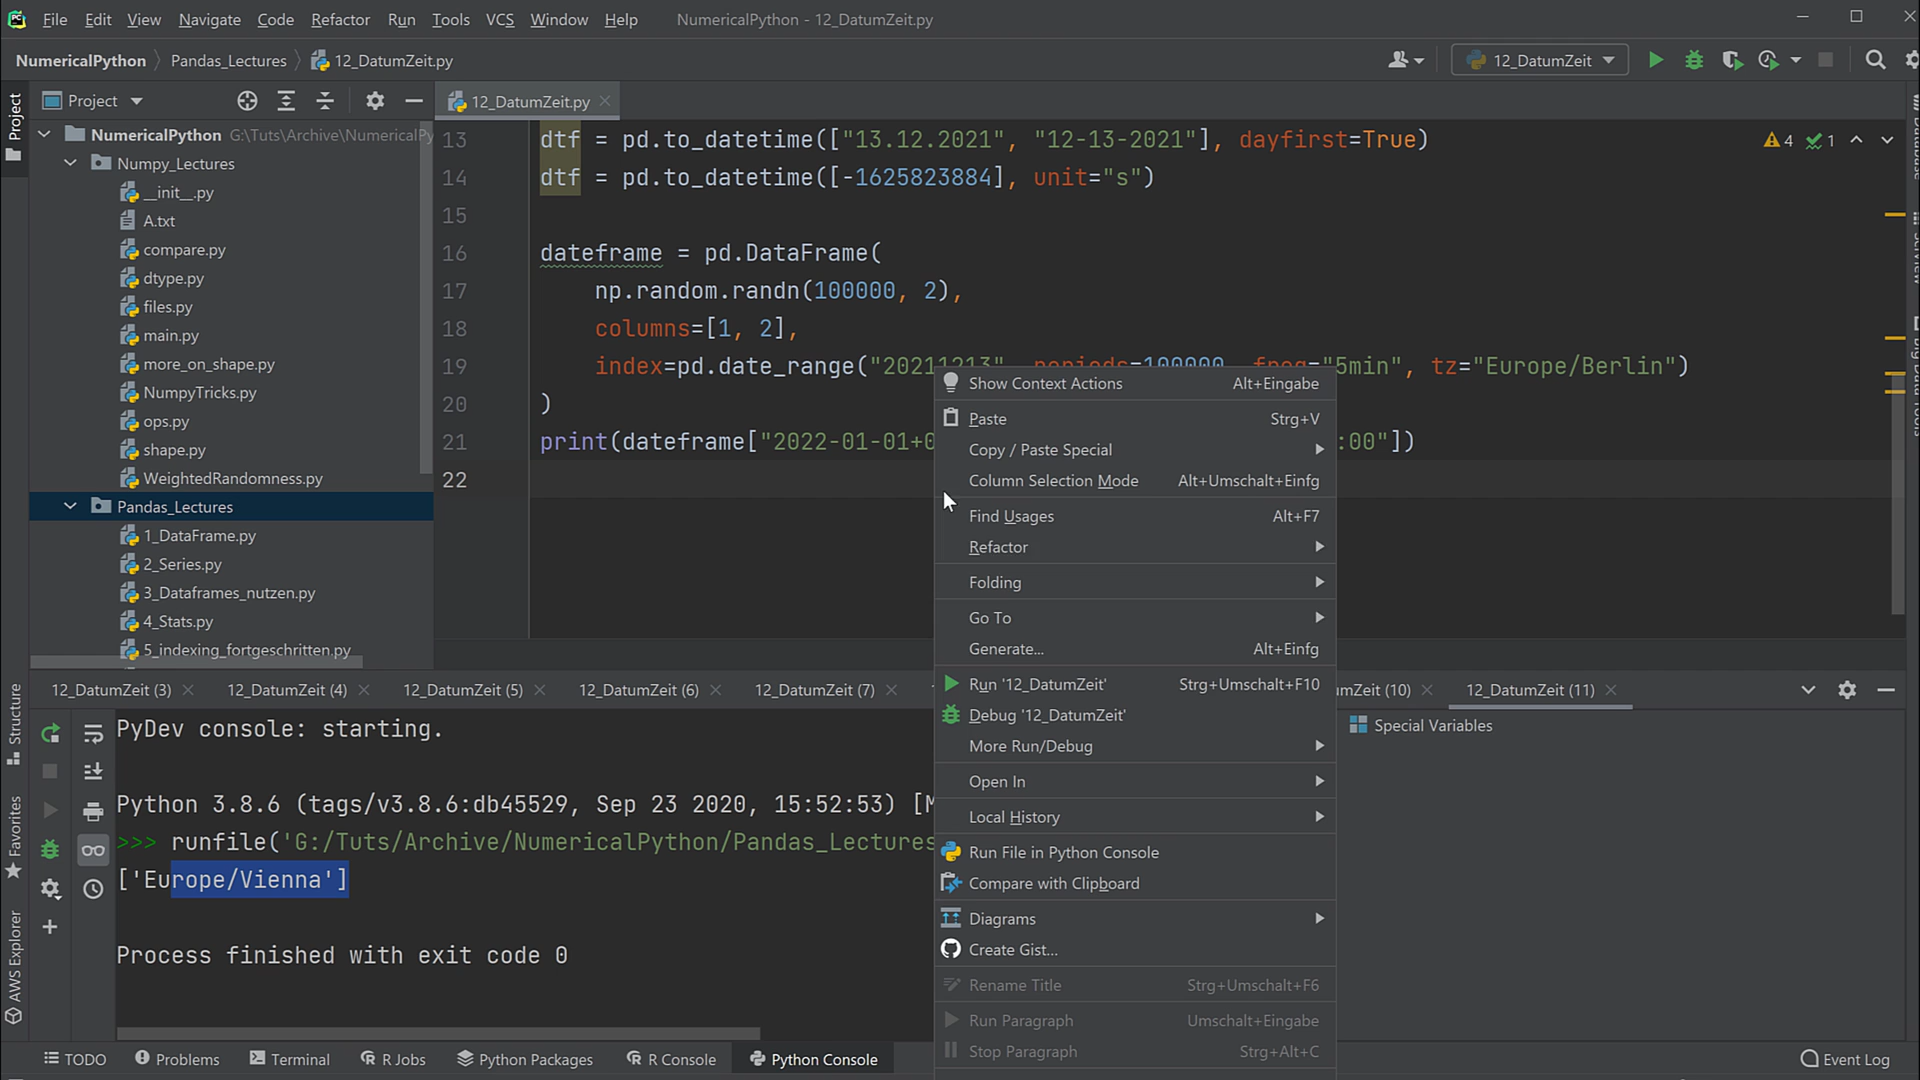 File Edit View Navigate Code Refactor Run Tools VCS Window Help NumericalPython - 12_DatumZeit.py
NumericalPython Pandas_Lectures 12_DatumZeit.py 12_DatumZeit
Project
Project 12_DatumZeit.py
NumericalPython G:\Tuts\Archive\NumericalPy
Numpy_Lectures
__init__.py
A.txt
compare.py
dtype.py
files.py
main.py
more_on_shape.py
NumpyTricks.py
ops.py
shape.py
WeightedRandomness.py
Pandas_Lectures
1_DataFrame.py
2_Series.py
3_Dataframes_nutzen.py
4_Stats.py
5_indexing_fortgeschritten.py
13 dtf = pd.to_datetime(["13.12.2021", "12-13-2021"], dayfirst=True)
4 1
14 dtf = pd.to_datetime([-1625823884], unit="s")
15
16 dateframe = pd.DataFrame(
17 np.random.randn(100000, 2),
18 columns=[1, 2],
19 index=pd.date_range("20211213", periods=100000, freq="5min", tz="Europe/Berlin")
20 )
21 print(dateframe["2022-01-01+0 :00"])
22
Show Context Actions Alt+Eingabe
Paste Strg+V
Copy / Paste Special
Column Selection Mode Alt+Umschalt+Einfg
Find Usages Alt+F7
Refactor
Folding
Go To
Generate... Alt+Einfg
Run '12_DatumZeit' Strg+Umschalt+F10
Debug '12_DatumZeit'
More Run/Debug
Open In
Local History
Run File in Python Console
Compare with Clipboard
Diagrams
Create Gist...
Rename Title Strg+Umschalt+F6
Run Paragraph Umschalt+Eingabe
Stop Paragraph Strg+Alt+C
12_DatumZeit (3) 12_DatumZeit (4) 12_DatumZeit (5) 12_DatumZeit (6) 12_DatumZeit (7) mZeit (10) 12_DatumZeit (11)
PyDev console: starting.
Python 3.8.6 (tags/v3.8.6:db45529, Sep 23 2020, 15:52:53) [M
>>> runfile('G:/Tuts/Archive/NumericalPython/Pandas_Lectures
['Europe/Vienna']
Process finished with exit code 0
Special Variables
Structure
Favorites
AWS Explorer
TODO Problems Terminal R Jobs Python Packages R Console Python Console Event Log